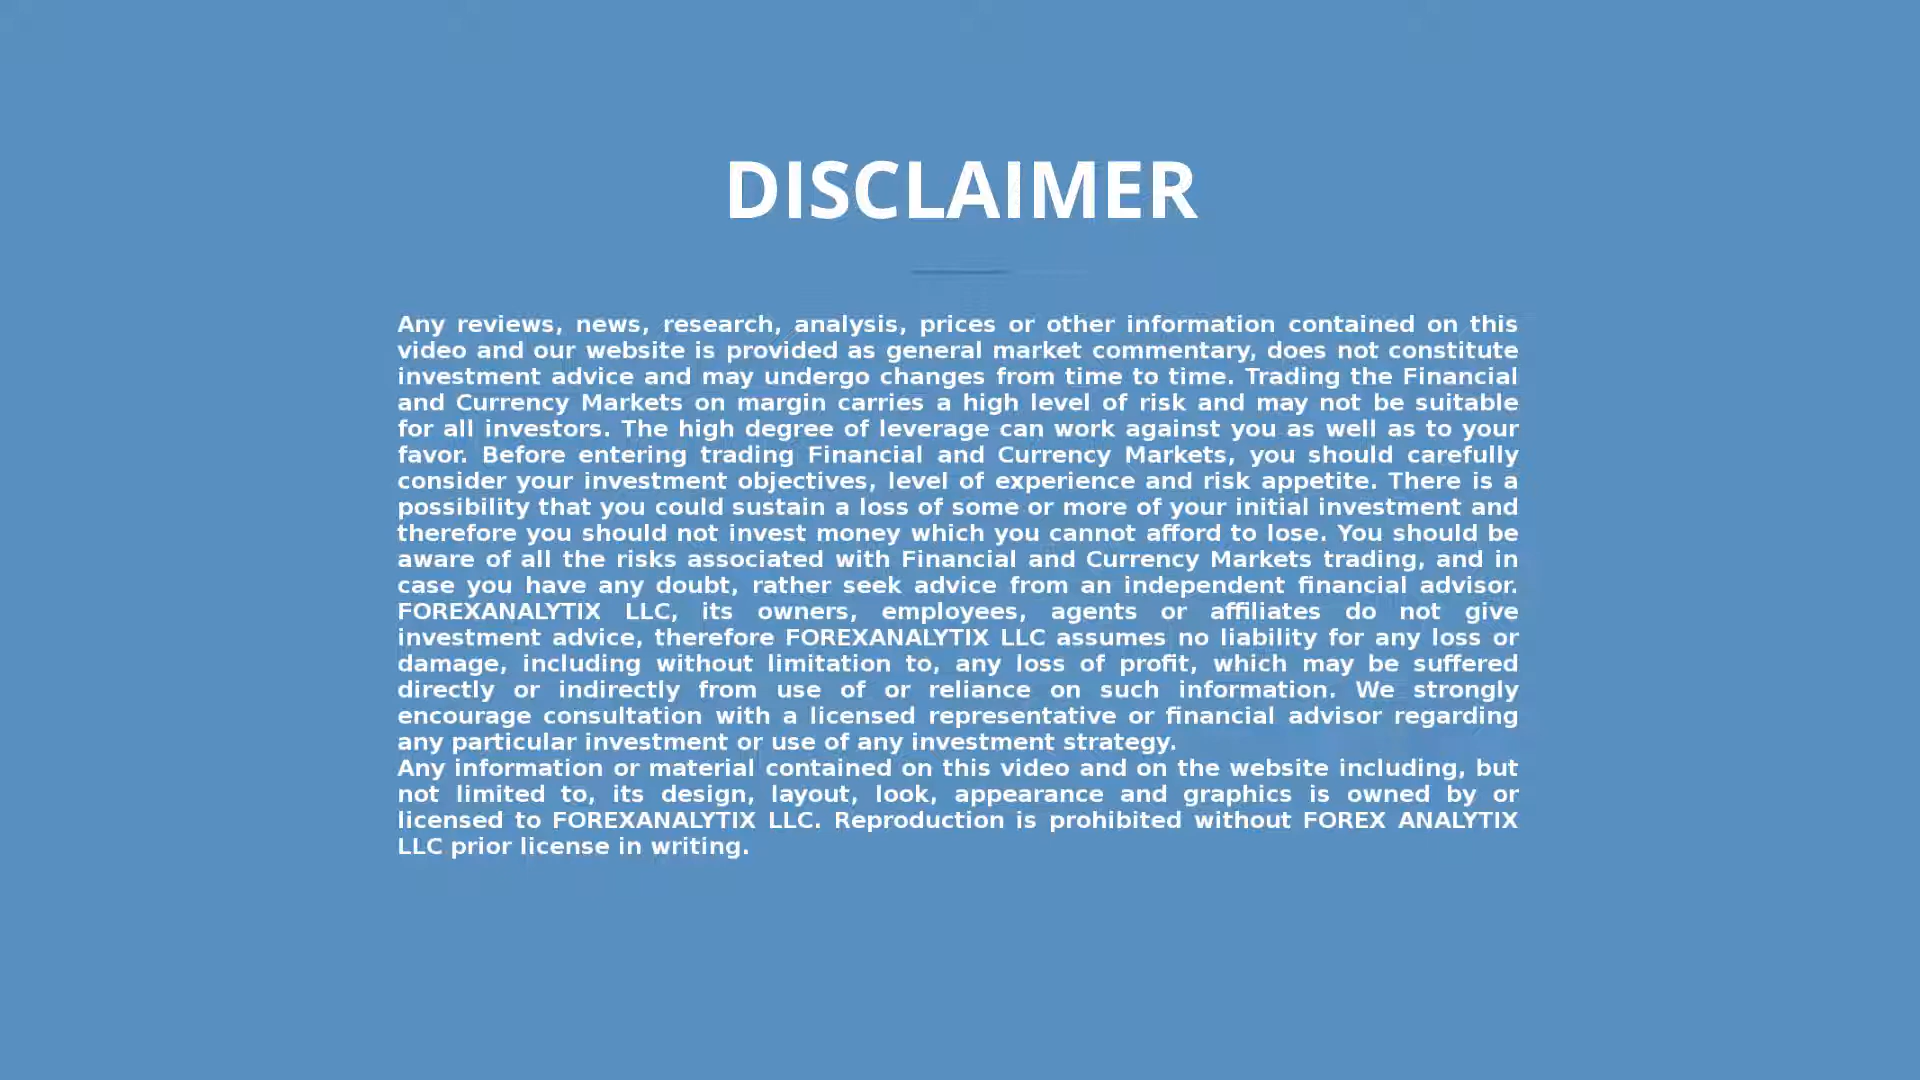 DISCLAIMER
Any reviews, news, research, analysis, prices or other information contained on this
video and our website is provided as general market commentary, does not constitute
investment advice and may undergo changes from time to time. Trading the Financial
and Currency Markets on margin carries a high level of risk and may not be suitable
for all investors. The high degree of leverage can work against you as well as to your
favor. Before entering trading Financial and Currency Markets, you should carefully
consider your investment objectives, level of experience and risk appetite. There is a
possibility that you could sustain a loss of some or more of your initial investment and
therefore you should not invest money which you cannot afford to lose. You should be
aware of all the risks associated with Financial and Currency Markets trading, and in
case you have any doubt, rather seek advice from an independent financial advisor.
FOREXANALYTIX LLC, its owners, employees, agents or affiliates do not give
investment advice, therefore FOREXANALYTIX LLC assumes no liability for any loss or
damage, including without limitation to, any loss of profit, which may be suffered
directly or indirectly from use of or reliance on such information. We strongly
encourage consultation with a licensed representative or financial advisor regarding
any particular investment or use of any investment strategy.
Any information or material contained on this video and on the website including, but
not limited to, its design, layout, look, appearance and graphics is owned by or
licensed to FOREXANALYTIX LLC. Reproduction is prohibited without FOREX ANALYTIX
LLC prior license in writing.